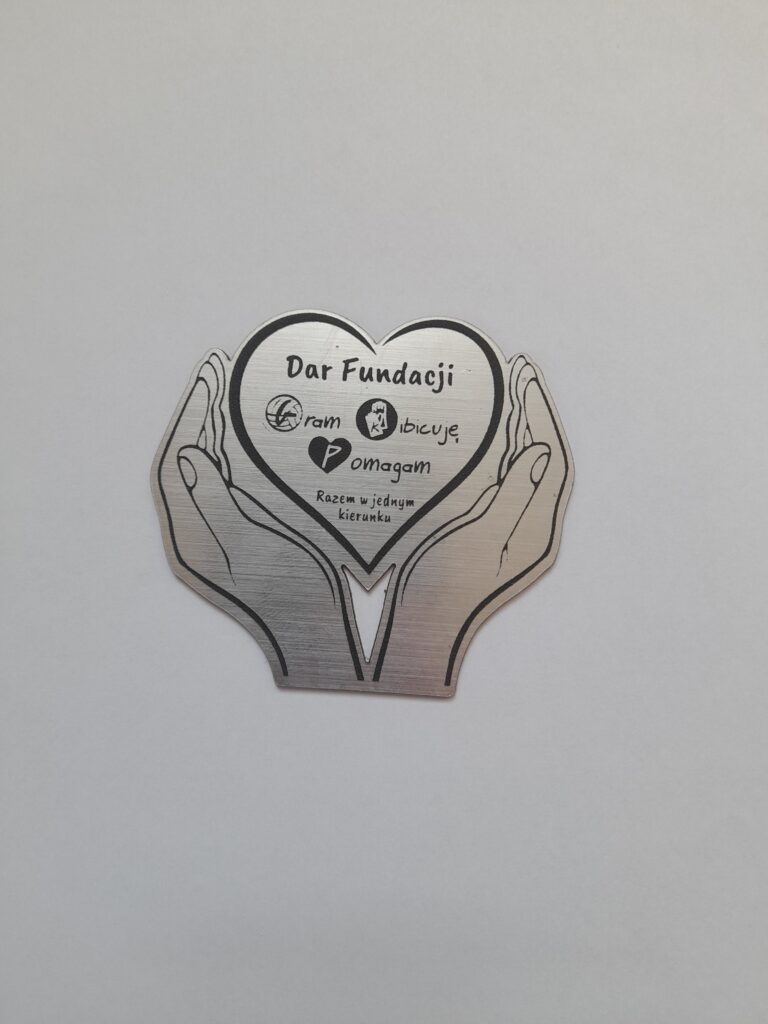 Dar Fundacji
Gram Kibicuję
Pomagam
Razem w jednym
kierunku